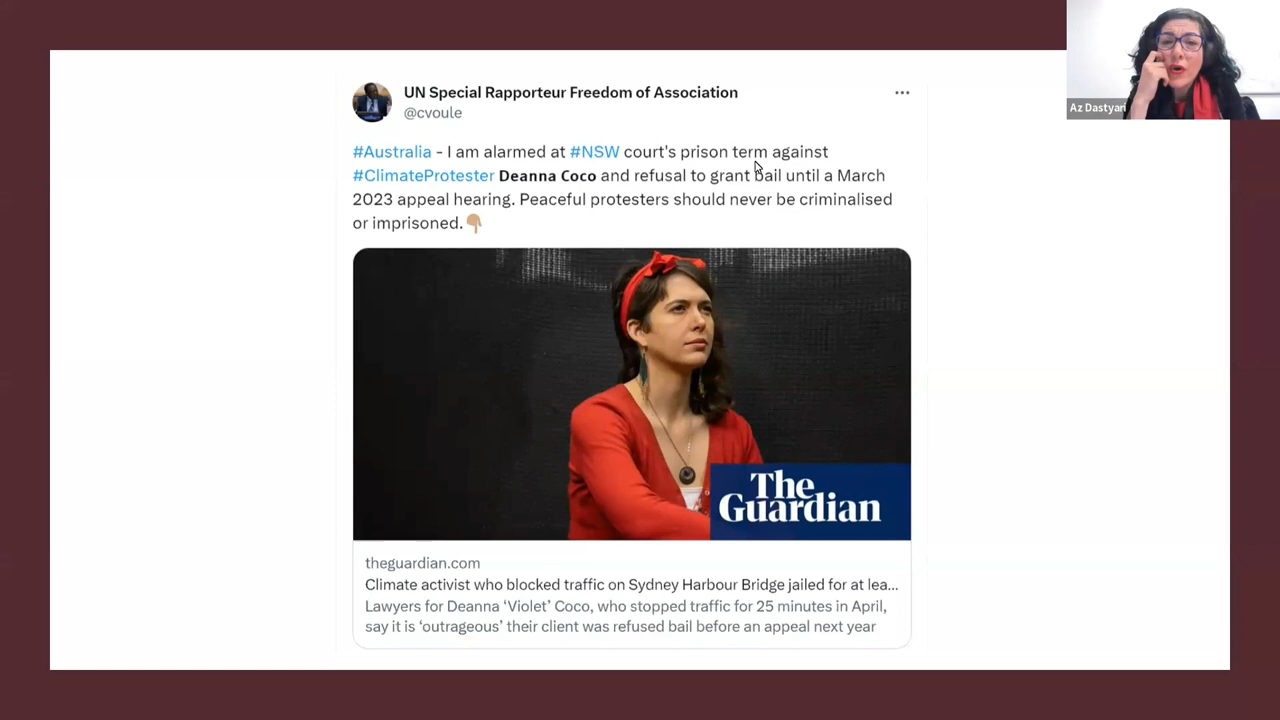 UN Special Rapporteur Freedom of Association
@cvoule
#Australia - I am alarmed at #NSW court's prison term against
#ClimateProtester Deanna Coco and refusal to grant bail until a March
2023 appeal hearing. Peaceful protesters should never be criminalised
or imprisoned.
The
Guardian
theguardian.com
Climate activist who blocked traffic on Sydney Harbour Bridge jailed for at lea...
Lawyers for Deanna ‘Violet’ Coco, who stopped traffic for 25 minutes in April,
say it is ‘outrageous’ their client was refused bail before an appeal next year
Az Dastyari